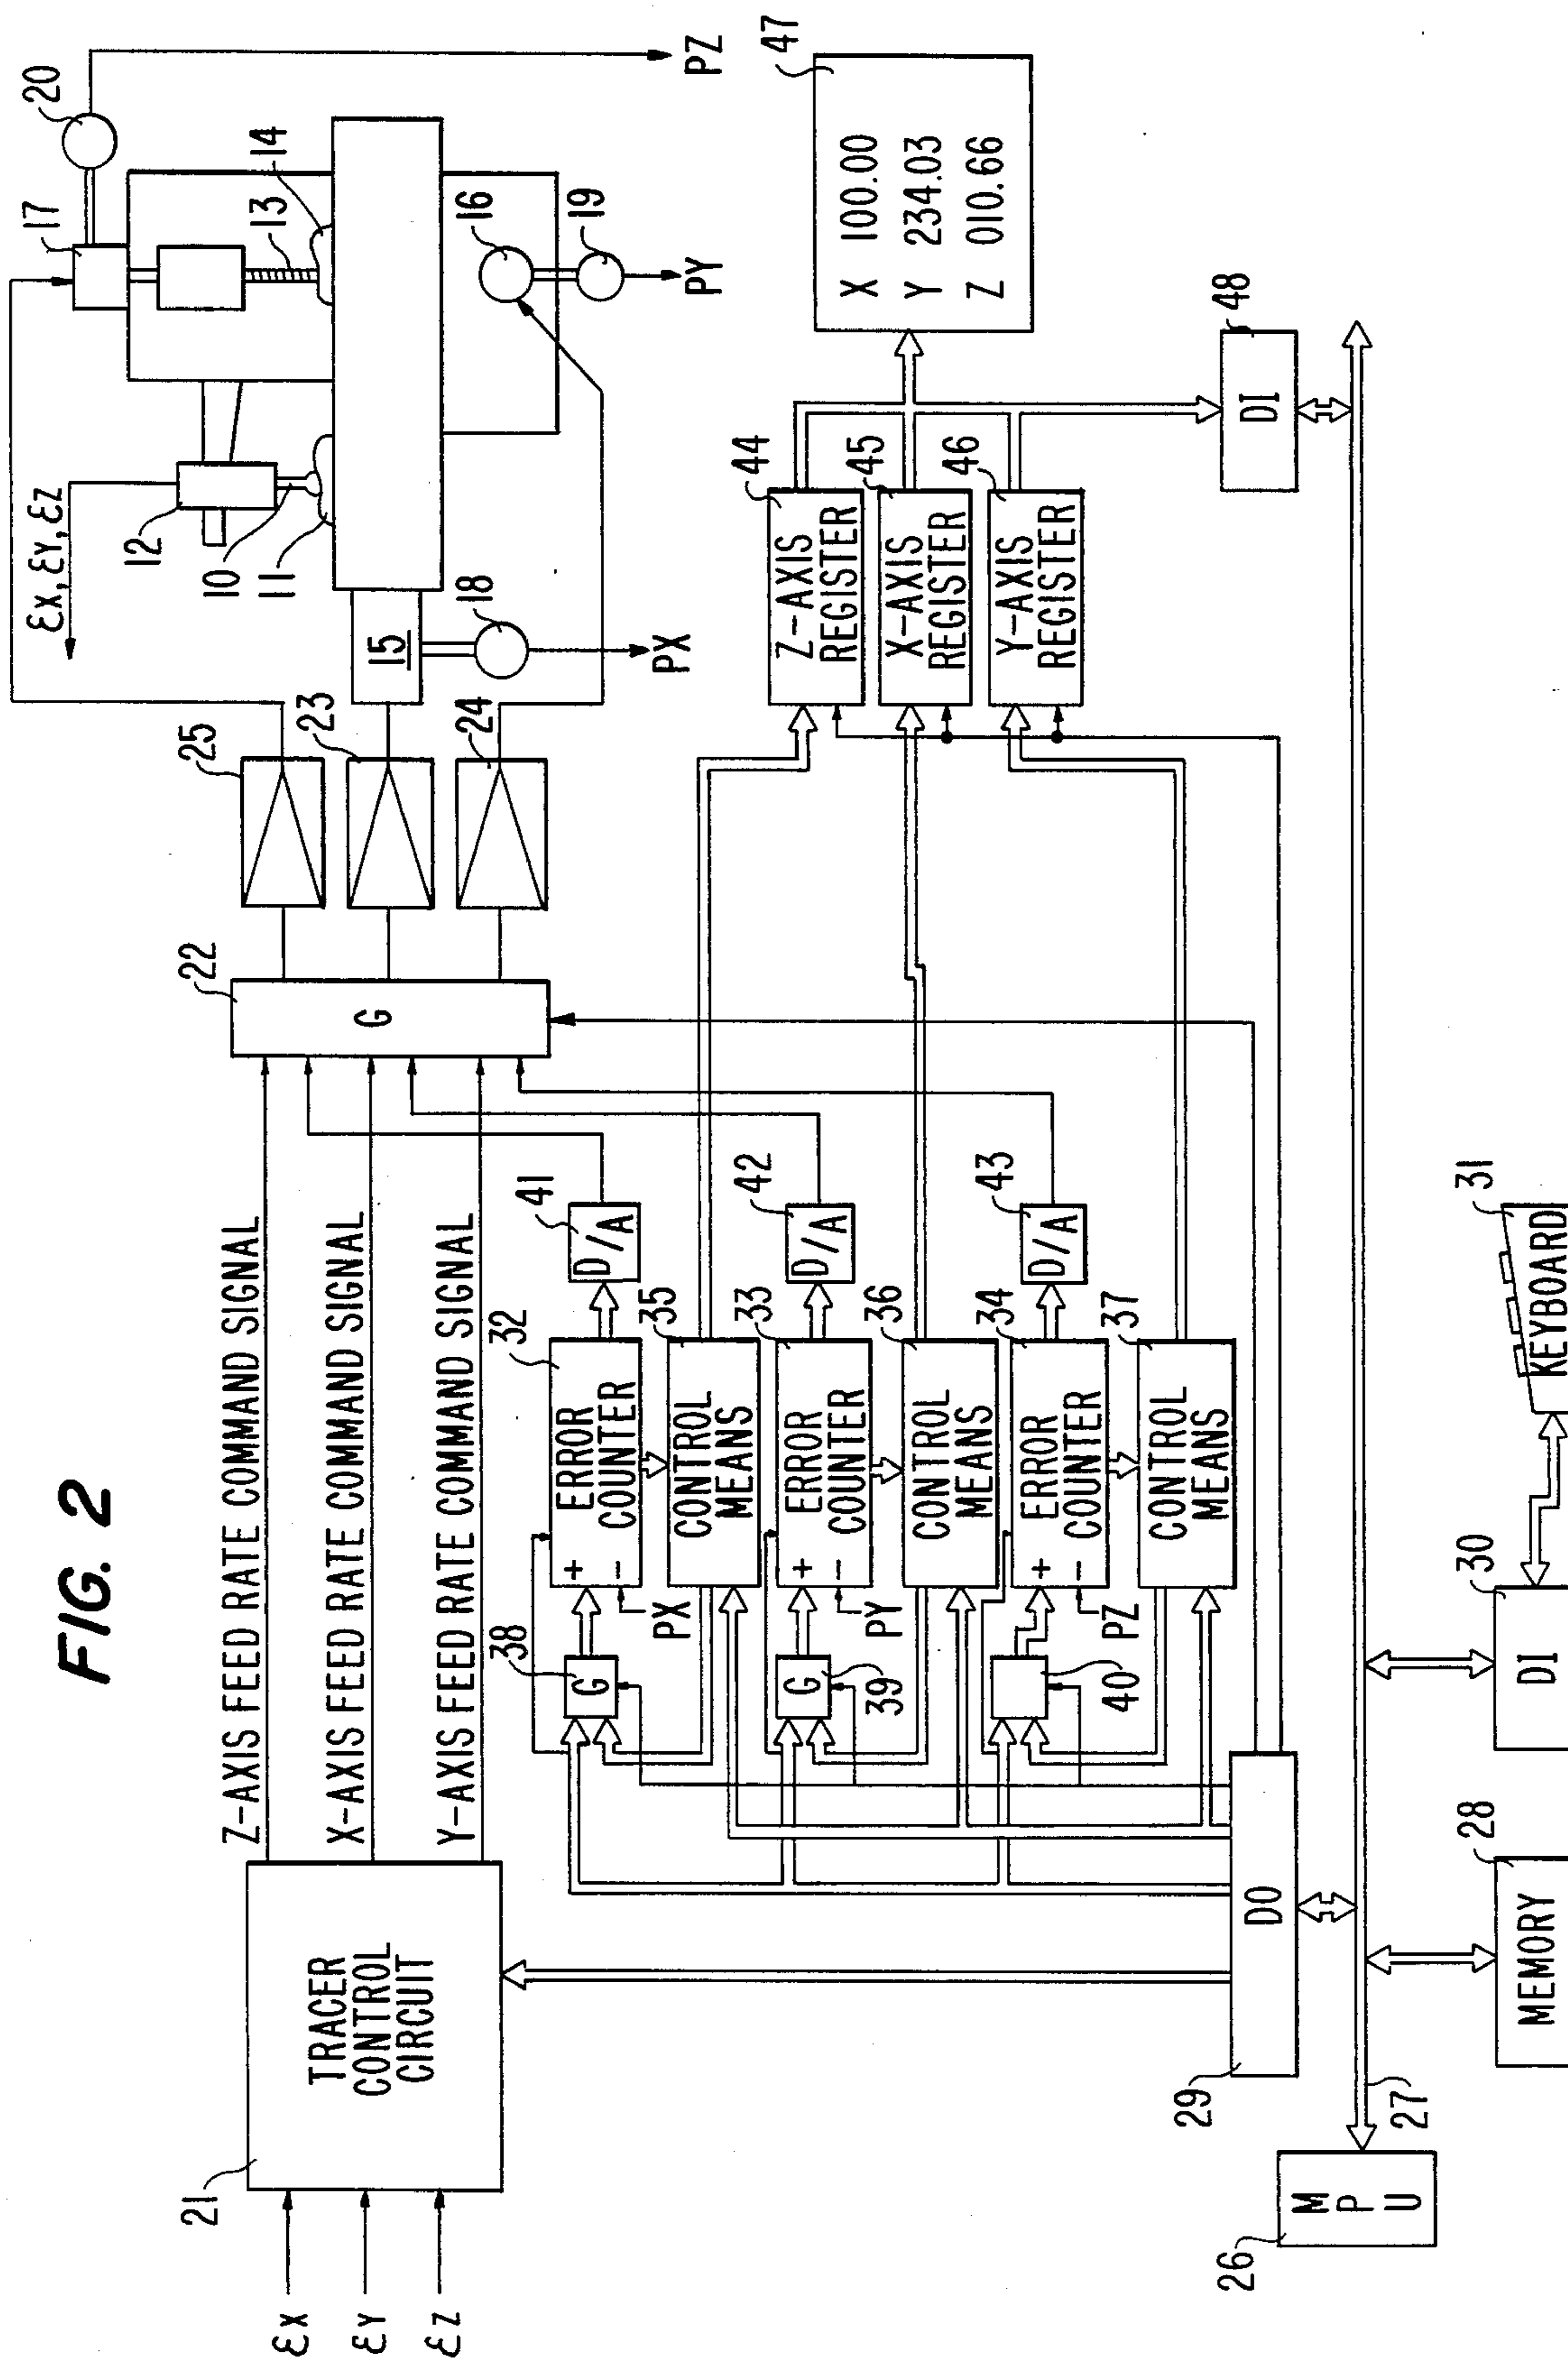 FIG. 2
εX
εY
εZ
21
TRACER
CONTROL
CIRCUIT
Z-AXIS FEED RATE COMMAND SIGNAL
X-AXIS FEED RATE COMMAND SIGNAL
Y-AXIS FEED RATE COMMAND SIGNAL
22
G
25
23
24
εX, εY, εZ
12
10
11
17
13
14
20
15
18
16
19
PX
PY
PZ
38
G
+
-
PX
32
ERROR
COUNTER
41
D/A
35
CONTROL
MEANS
G
39
+
-
PY
33
ERROR
COUNTER
42
D/A
36
CONTROL
MEANS
40
+
-
PZ
34
ERROR
COUNTER
43
D/A
37
CONTROL
MEANS
44
Z-AXIS
REGISTER
45
X-AXIS
REGISTER
46
Y-AXIS
REGISTER
47
X 100.00
Y 234.03
Z 010.66
48
DI
29
DO
26
MPU
27
28
MEMORY
30
DI
31
KEYBOARD